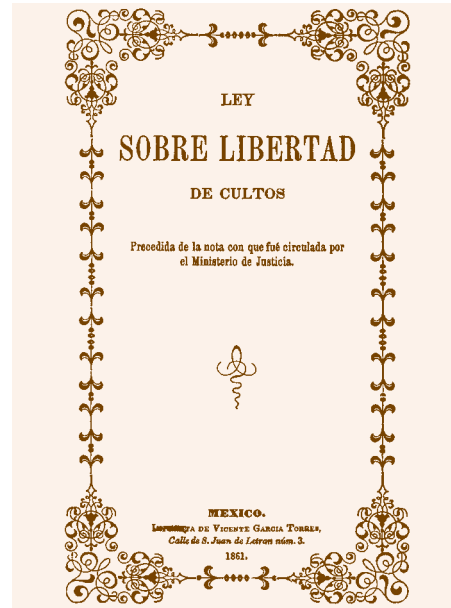 LEY
SOBRE LIBERTAD
DE CULTOS
Precedida de la nota con que fué circulada por
el Ministerio de Justicia.
MEXICO.
IMPRENTA DE VICENTE GARCIA TORRES,
Calle de S. Juan de Letran núm. 3.
1861.